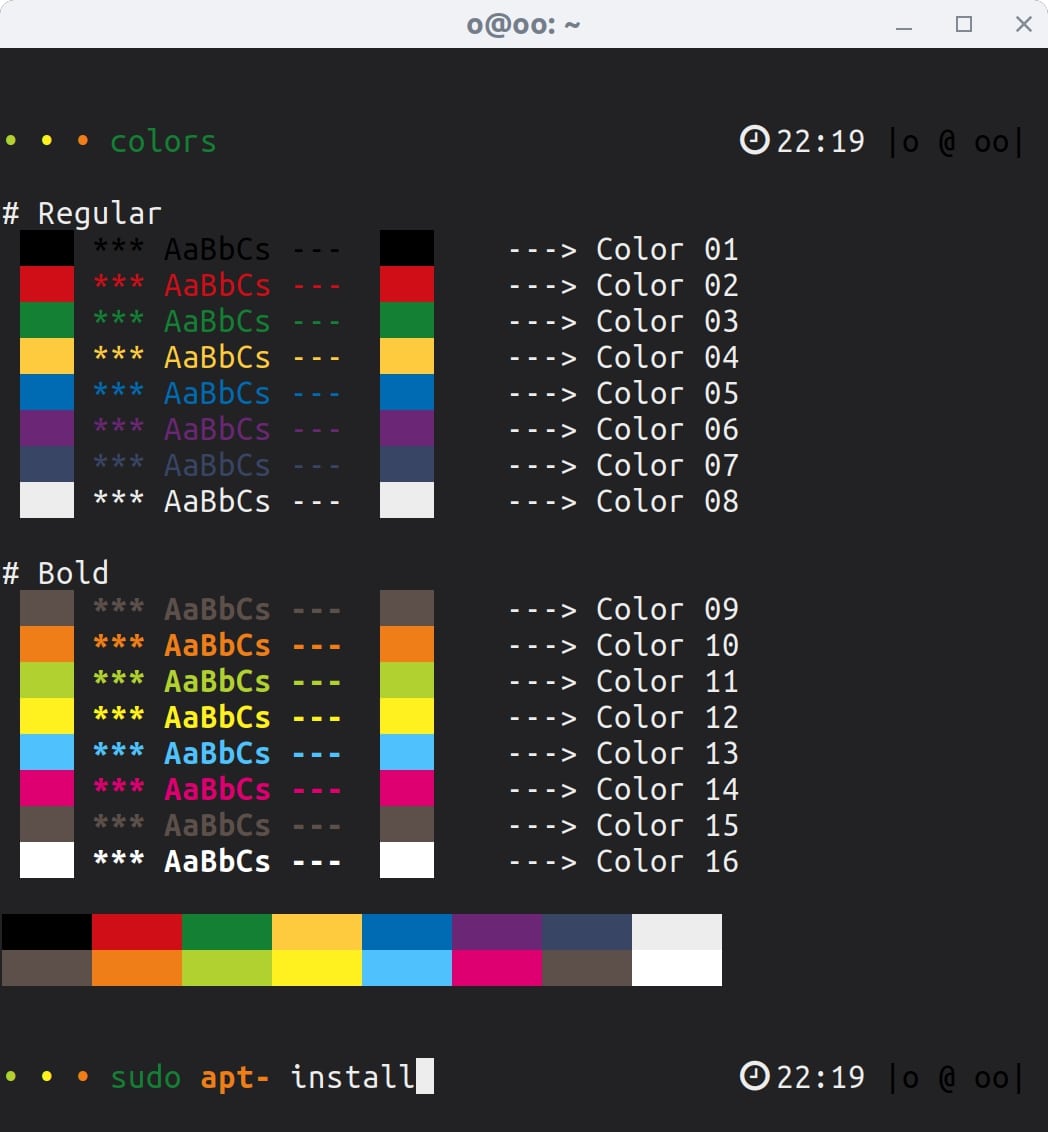 o@oo: ~
• • • colors 22:19 |o @ oo|
# Regular
*** AaBbCs --- ---> Color 01
*** AaBbCs --- ---> Color 02
*** AaBbCs --- ---> Color 03
*** AaBbCs --- ---> Color 04
*** AaBbCs --- ---> Color 05
*** AaBbCs --- ---> Color 06
*** AaBbCs --- ---> Color 07
*** AaBbCs --- ---> Color 08
# Bold
*** AaBbCs --- ---> Color 09
*** AaBbCs --- ---> Color 10
*** AaBbCs --- ---> Color 11
*** AaBbCs --- ---> Color 12
*** AaBbCs --- ---> Color 13
*** AaBbCs --- ---> Color 14
*** AaBbCs --- ---> Color 15
*** AaBbCs --- ---> Color 16
• • • sudo apt- install 22:19 |o @ oo|